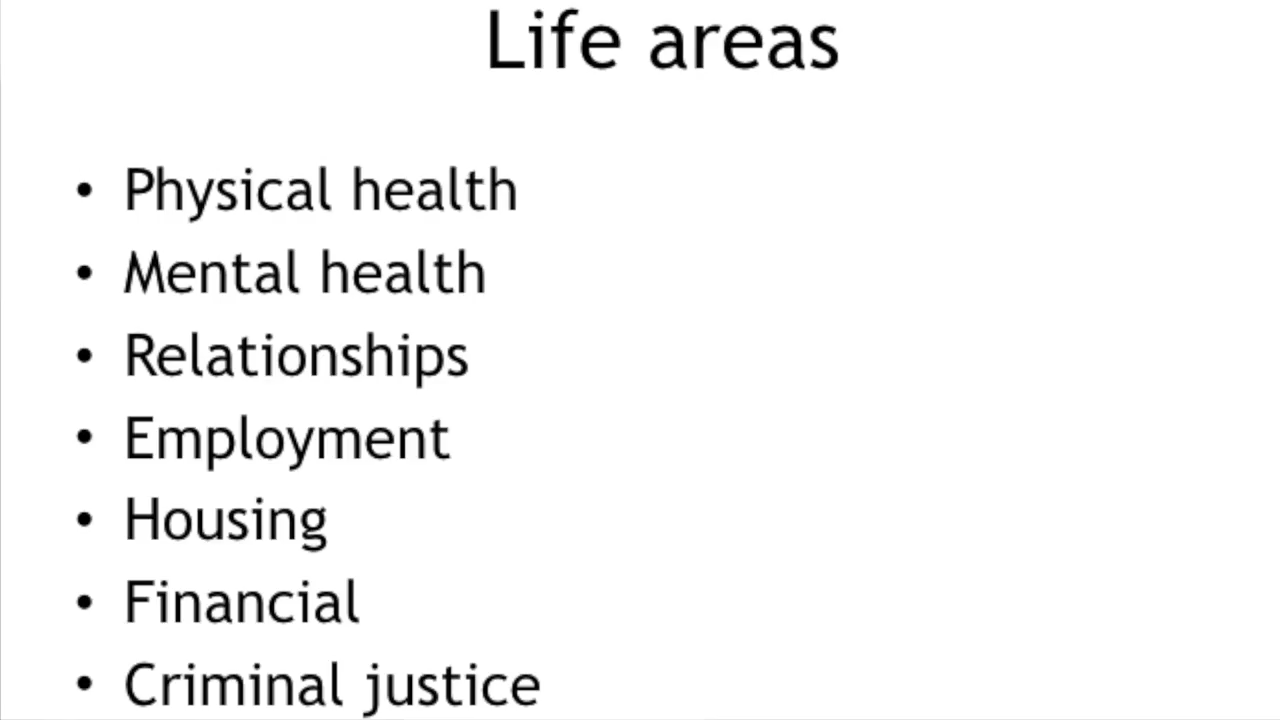 Life areas
• Physical health
• Mental health
• Relationships
• Employment
• Housing
• Financial
• Criminal justice